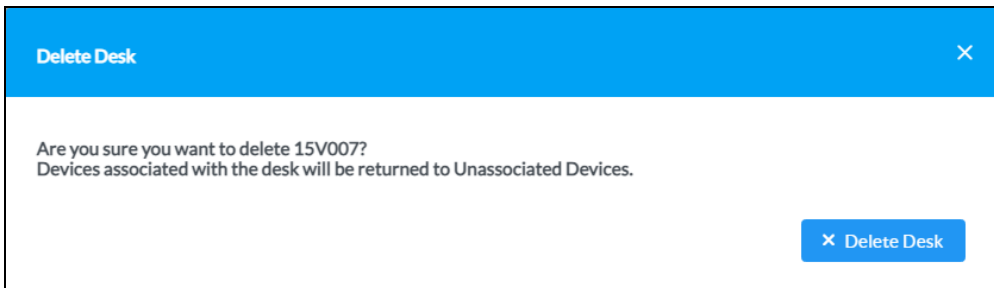 Delete Desk
Are you sure you want to delete 15V007?
Devices associated with the desk will be returned to Unassociated Devices.
Delete Desk